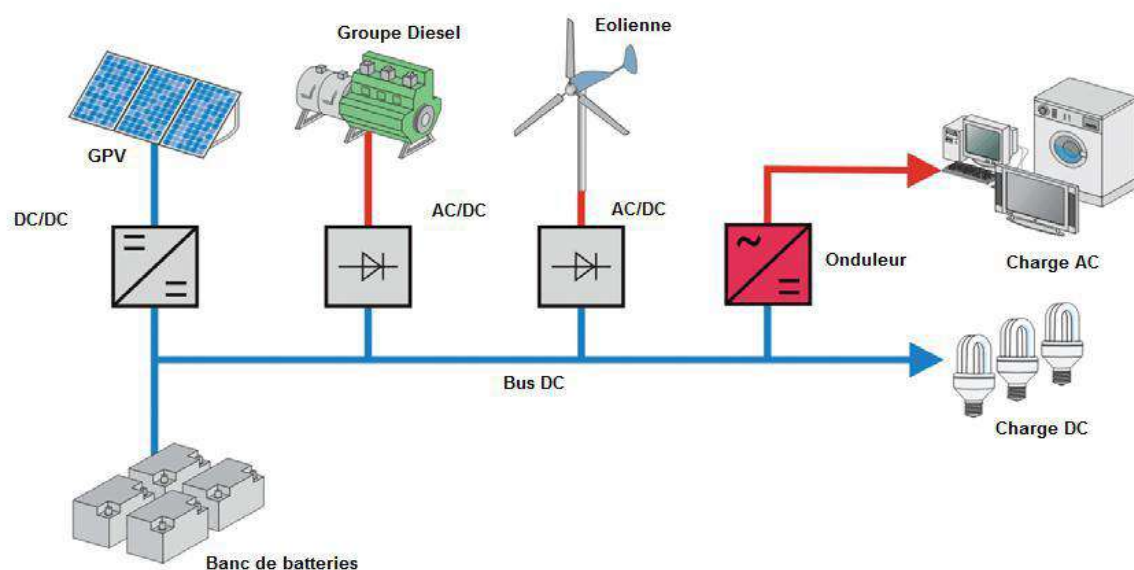 Groupe Diesel
Eolienne
GPV
DC/DC
AC/DC
AC/DC
Onduleur
Charge AC
Bus DC
Charge DC
Banc de batteries